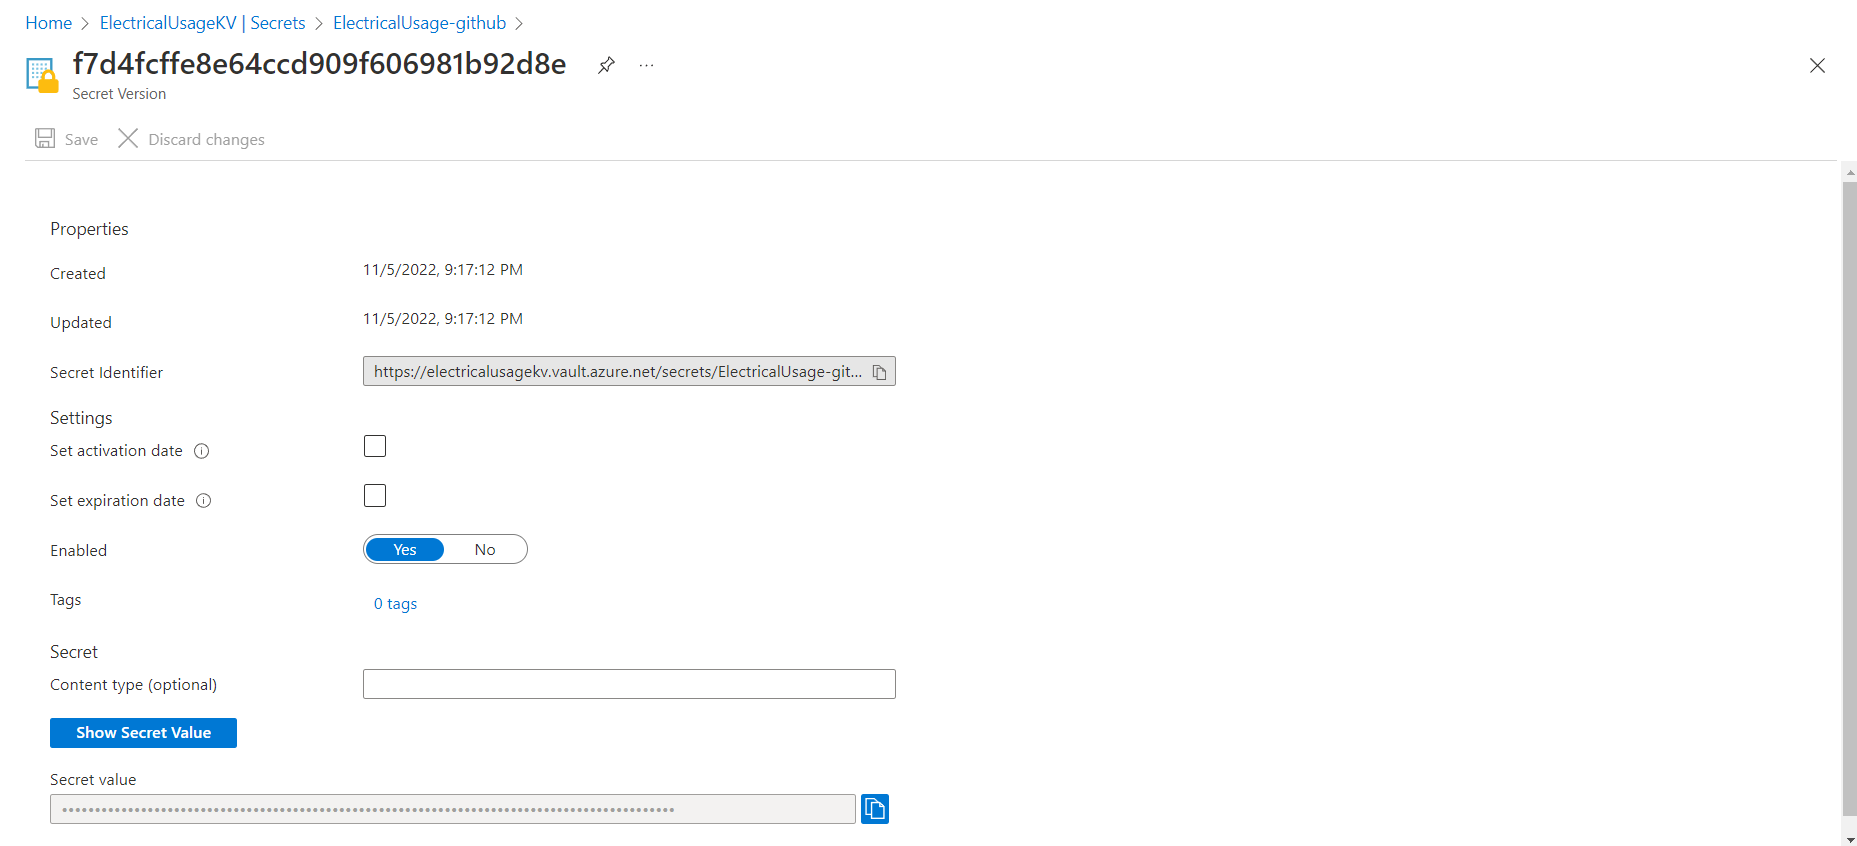 Home > ElectricalUsageKV | Secrets > ElectricalUsage-github >
f7d4fcffe8e64ccd909f606981b92d8e ...
Secret Version
Save Discard changes
Properties
Created 11/5/2022, 9:17:12 PM
Updated 11/5/2022, 9:17:12 PM
Secret Identifier https://electricalusagekv.vault.azure.net/secrets/ElectricalUsage-git...
Settings
Set activation date
Set expiration date
Enabled Yes No
Tags 0 tags
Secret
Content type (optional)
Show Secret Value
Secret value